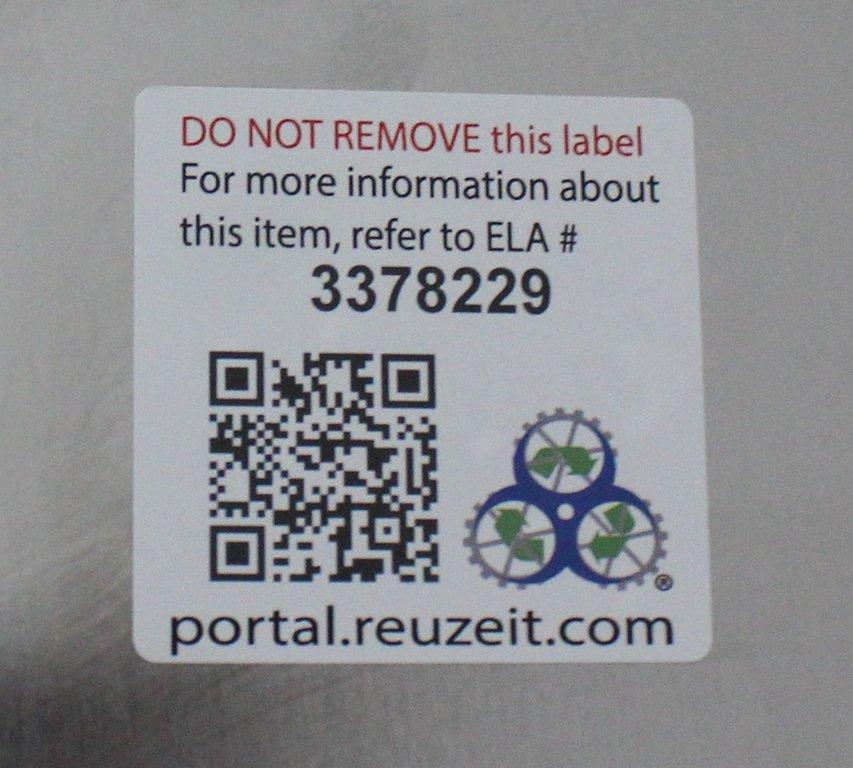 DO NOT REMOVE this label
For more information about
this item, refer to ELA #
3378229
®
portal.reuzeit.com